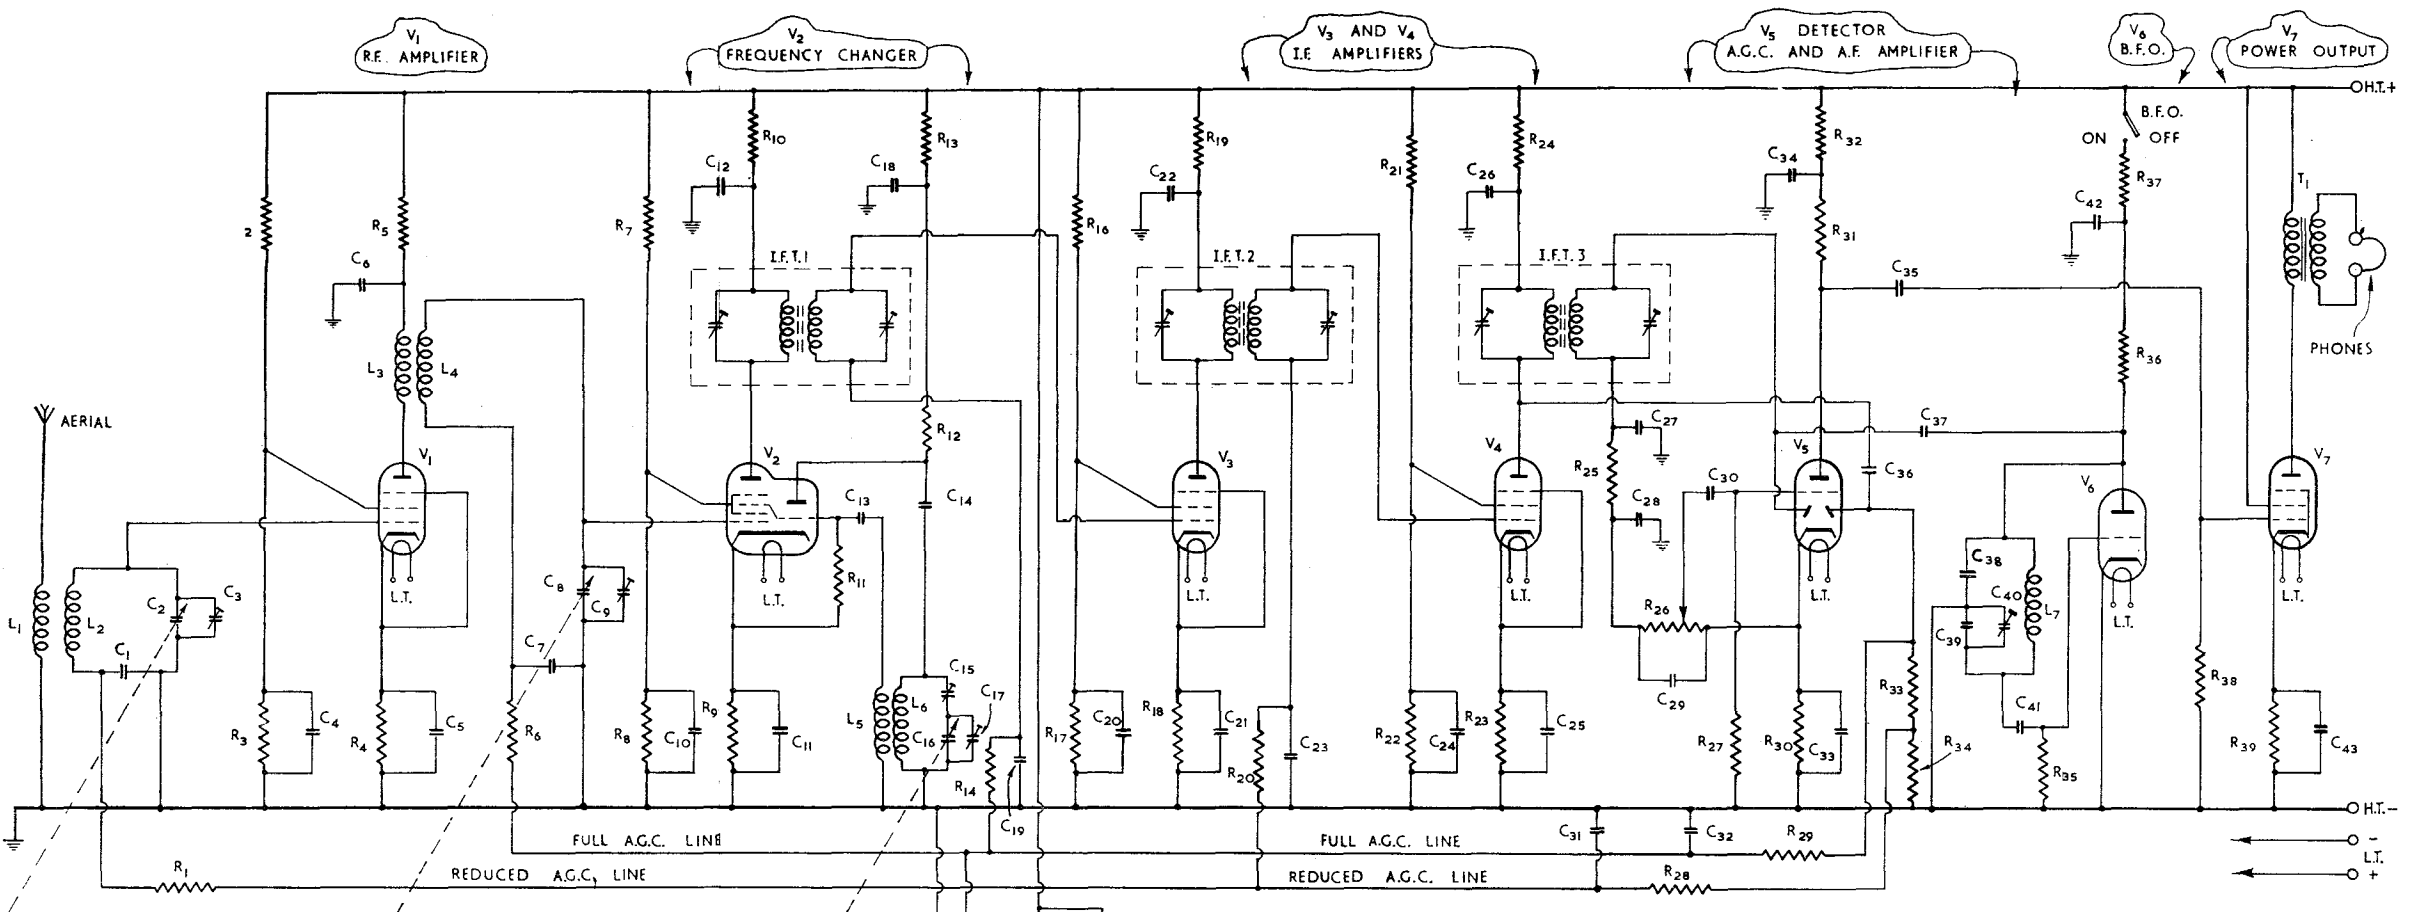 V1
R.F. AMPLIFIER
V2
FREQUENCY CHANGER
V3 AND V4
I.F. AMPLIFIERS
V5 DETECTOR
A.G.C. AND A.F. AMPLIFIER
V6
B.F.O.
V7
POWER OUTPUT
H.T.+
R10
R13
R19
R24
R32
B.F.O.
ON OFF
C12
C18
C22
R21
C26
C34
R37
T1
2
R5
R7
R16
R31
C42
C6
I.F.T.1
I.F.T.2
I.F.T.3
C35
L3
L4
R36
PHONES
AERIAL
R12
C27
C37
V1
V2
V3
V4
R25
V5
C36
V6
V7
C13
C14
C28
C30
L.T.
L.T.
L.T.
L.T.
L.T.
L.T.
L.T.
R11
C8
C9
C38
C40
C39
L7
L1
L2
C2
C3
C1
C7
R26
C29
C15
C17
L5
L6
C16
R3
C4
R4
C5
R6
R8
C10
R9
C11
R14
C19
R17
C20
R18
C21
R20
C23
R22
C24
R23
C25
R27
R30
C33
R33
R34
C41
R35
R38
R39
C43
H.T.-
FULL A.G.C. LINE
FULL A.G.C. LINE
C31
C32
R29
-
L.T.
+
R1
REDUCED A.G.C. LINE
REDUCED A.G.C. LINE
R28